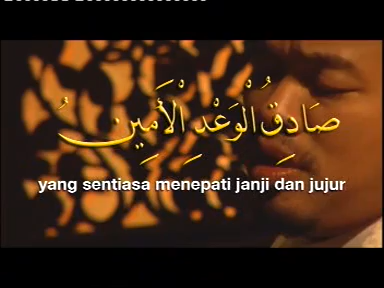 صَادِقُ الْوَعْدِ الْأَمِينُ
yang sentiasa menepati janji dan jujur